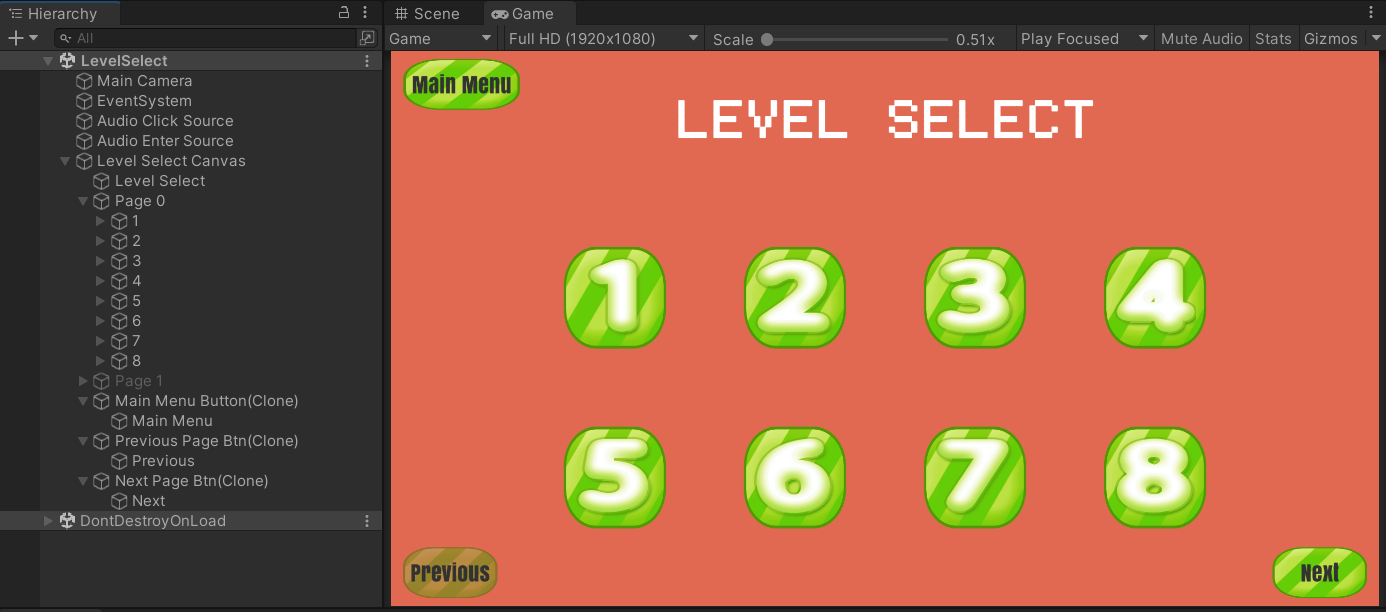 Hierarchy
All
LevelSelect
Main Camera
EventSystem
Audio Click Source
Audio Enter Source
Level Select Canvas
Level Select
Page 0
1
2
3
4
5
6
7
8
Page 1
Main Menu Button(Clone)
Main Menu
Previous Page Btn(Clone)
Previous
Next Page Btn(Clone)
Next
DontDestroyOnLoad
Scene Game
Game Full HD (1920x1080) Scale 0.51x Play Focused Mute Audio Stats Gizmos
Main Menu
LEVEL SELECT
1 2 3 4
5 6 7 8
Previous Next